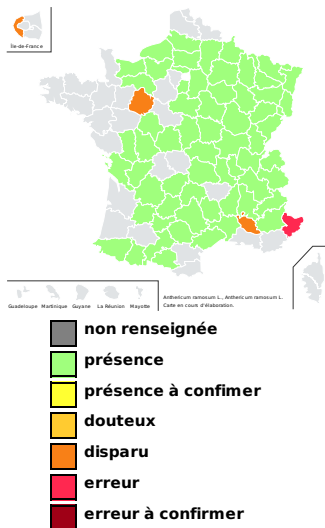 Île-de-France
Anthericum ramosum L., Anthericum ramosum L.
Carte en cours d'élaboration.
Guadeloupe Martinique Guyane La Réunion Mayotte
non renseignée
présence
présence à confimer
douteux
disparu
erreur
erreur à confirmer